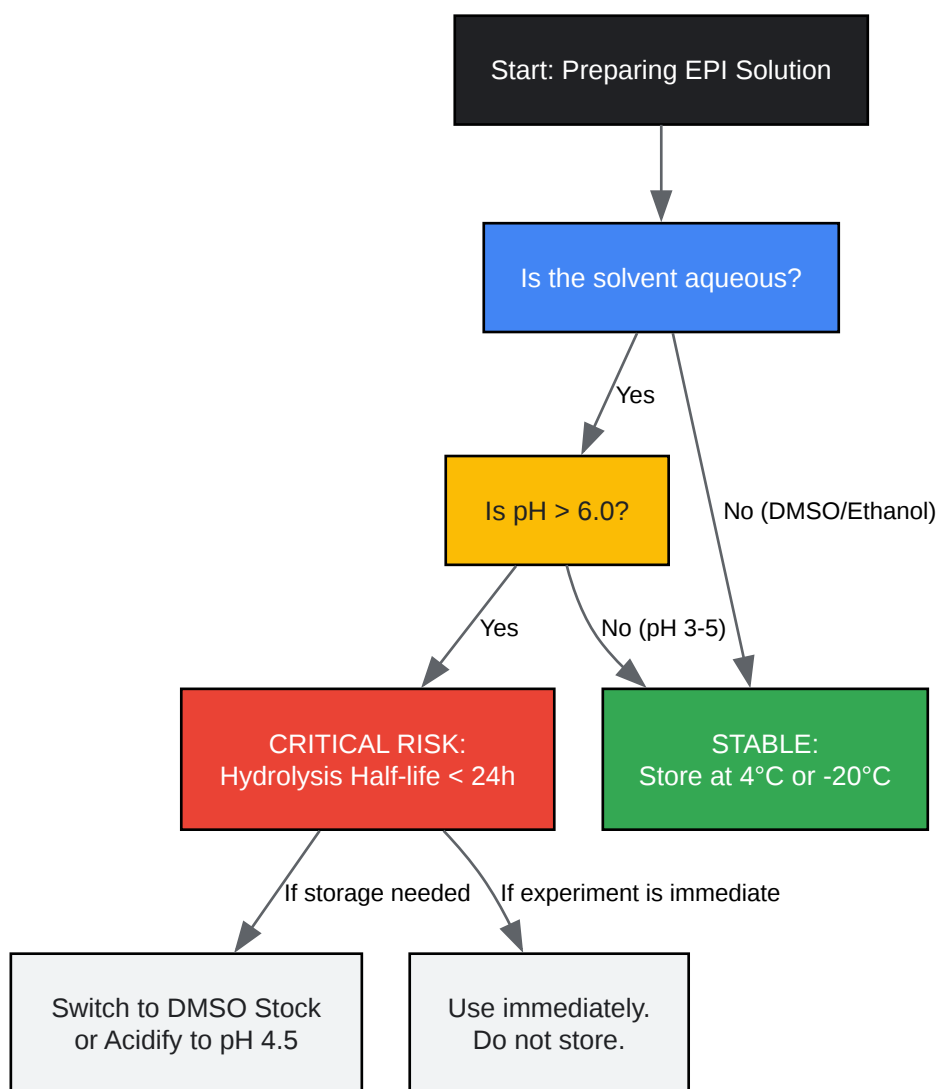 Start: Preparing EPI Solution
Is the solvent aqueous?
Yes
Is pH > 6.0?
No (DMSO/Ethanol)
Yes
No (pH 3-5)
CRITICAL RISK:
Hydrolysis Half-life < 24h
STABLE:
Store at 4°C or -20°C
If storage needed
If experiment is immediate
Switch to DMSO Stock
or Acidify to pH 4.5
Use immediately.
Do not store.